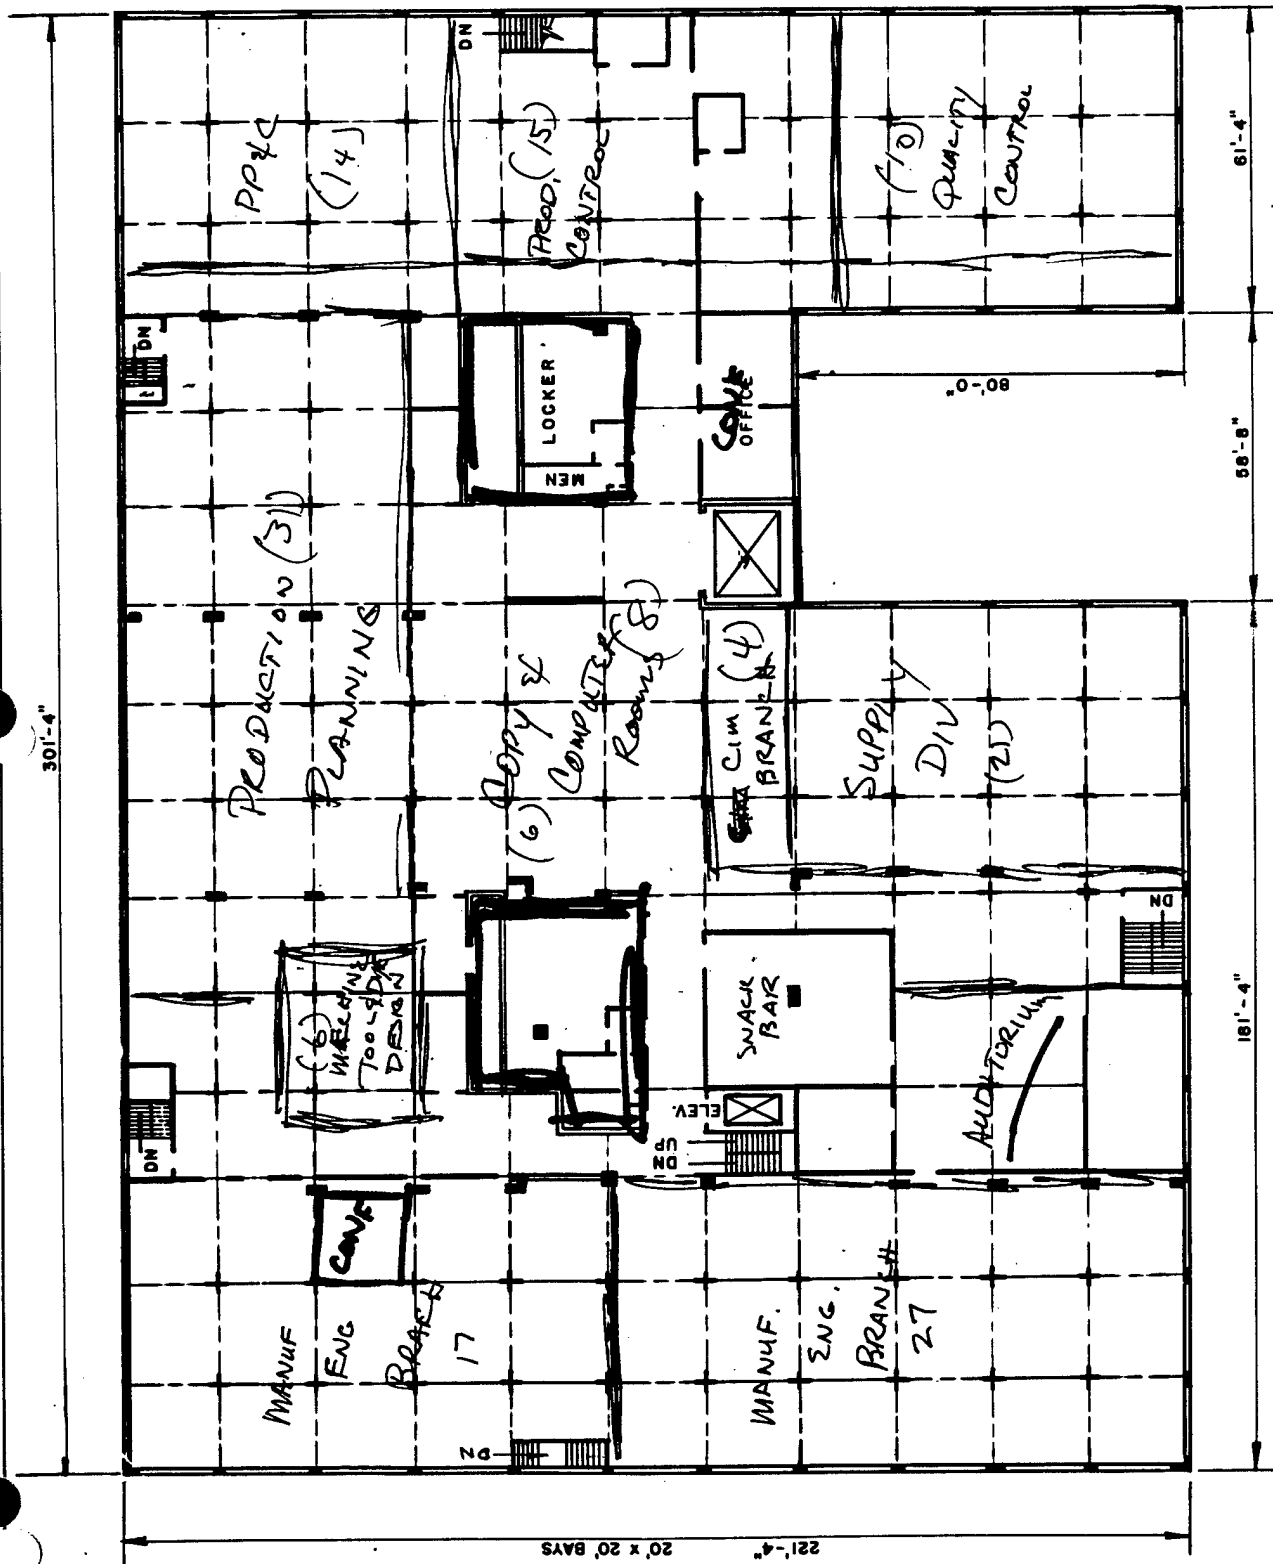 301'-4"
DN
PP&C
(14)
PROD. (15)
CONTROL
(10)
QUALITY
CONTROL
61'-4"
DN
LOCKER
MEN
CONF
OFFICE
80'-0"
58'-8"
PRODUCTION (3)
PLANNING
COPY &
(6) COMPUTER (8)
Rooms
CIM (4)
BRANCH
SUPPLY
DIV
(21)
181'-4"
(6)
MACHINE
TOOL & DIE
DESIGN
SNACK
BAR
DN
AUDITORIUM
ELEV.
UP
DN
DN
CONF
MANUF
ENG
BRANCH
17
MANUF.
ENG.
BRANCH
27
DN
221'-4"
20' x 20' BAYS